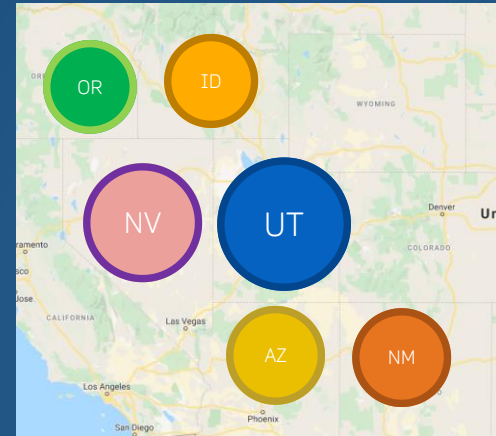 OR
OR
ID
WYOMING
NV
UT
Denver
Ur
ramento
COLORADO
sco
Jose
CALIFORNIA
Las Vegas
AZ
NM
Los Angeles
Phoenix
San Diego